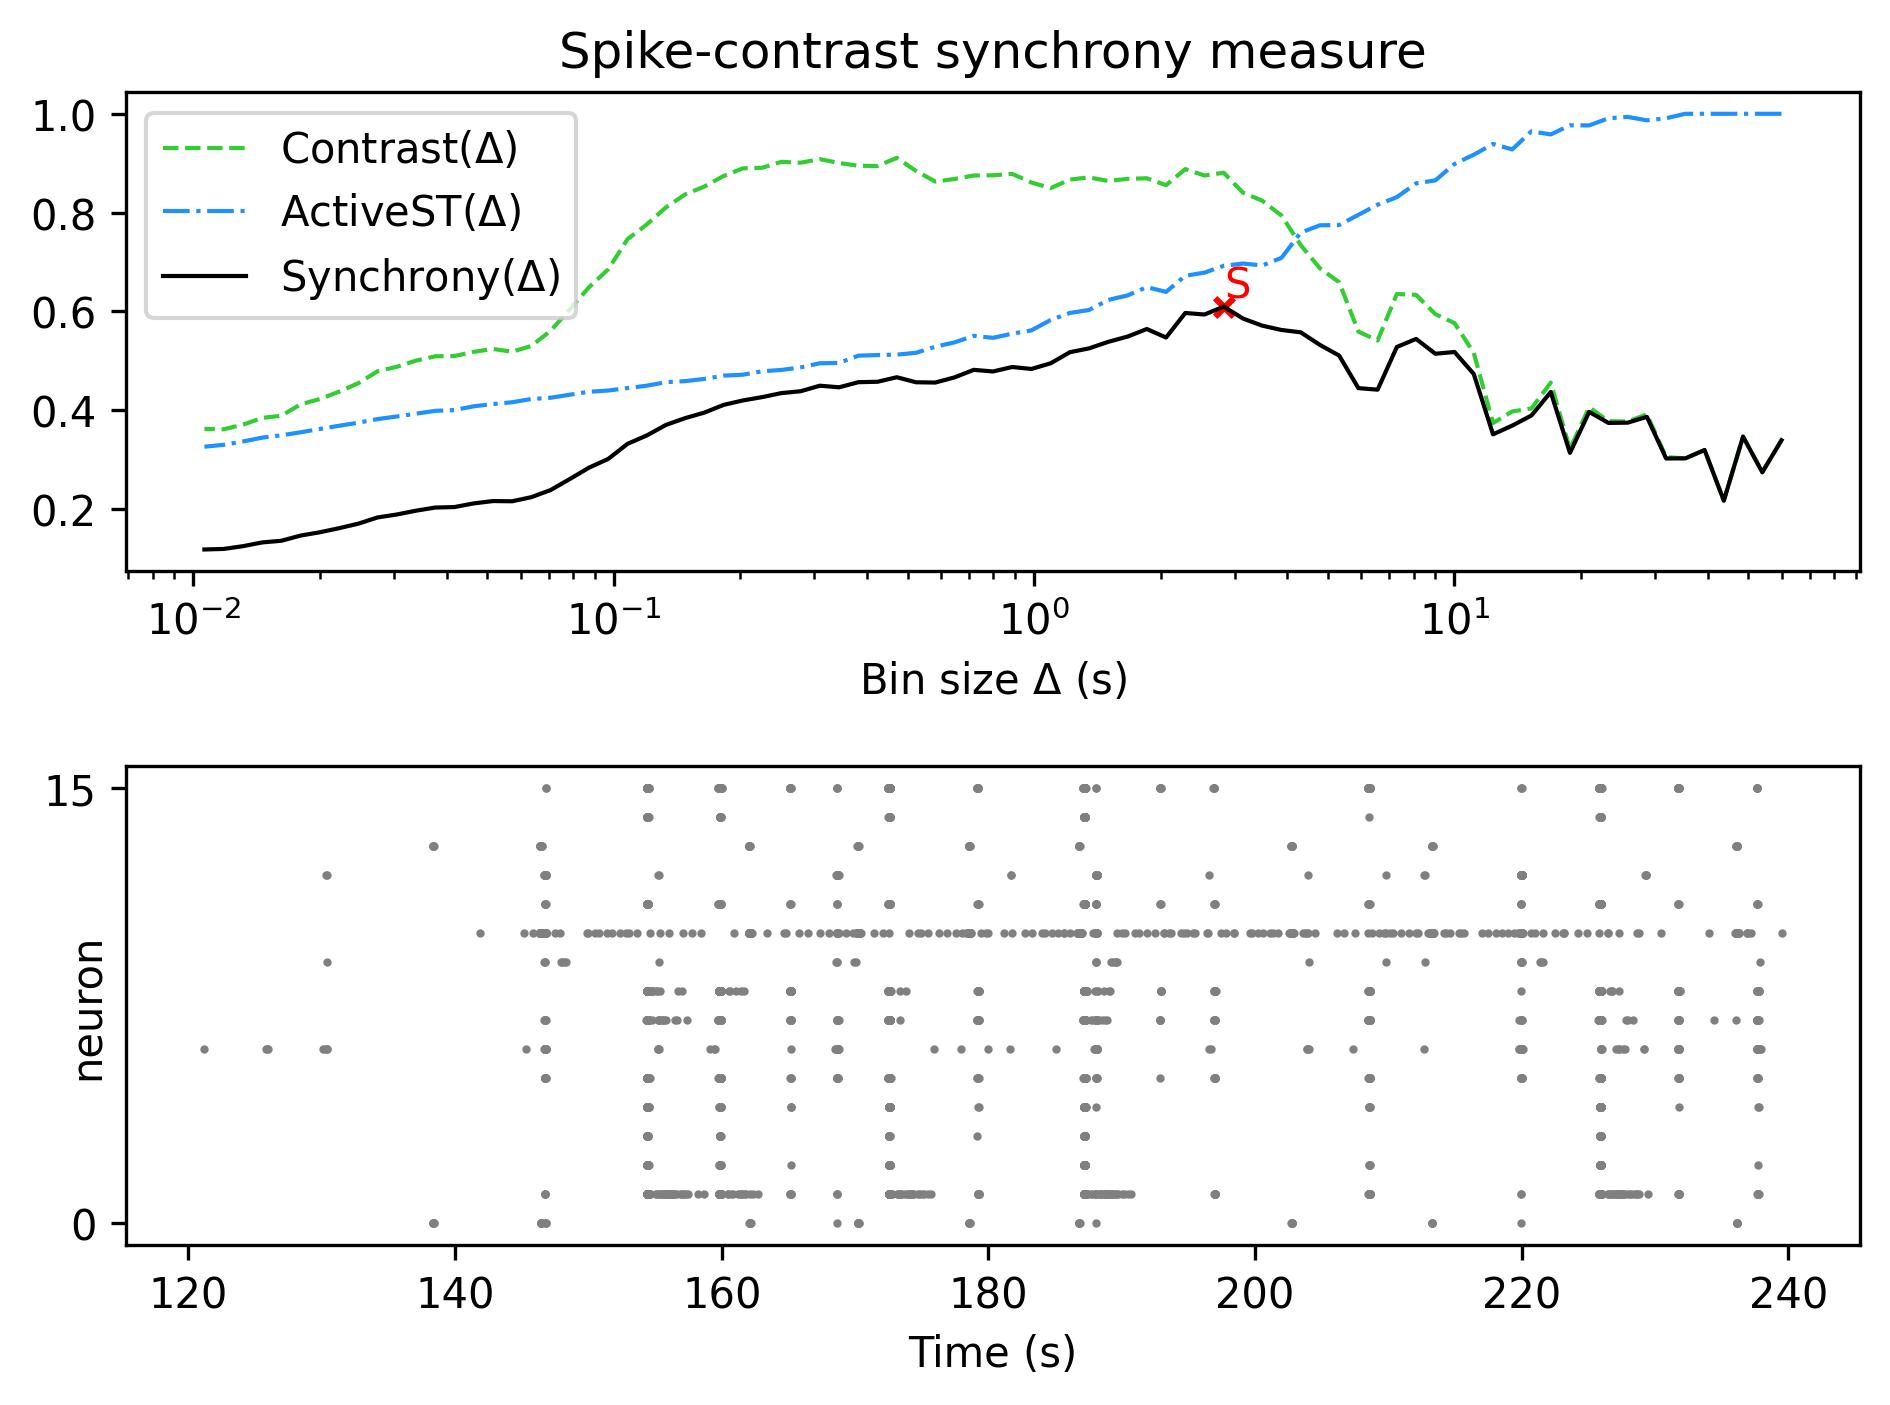 Spike-contrast synchrony measure
1.0
0.8
0.6
0.4
0.2
Contrast(Δ)
ActiveST(Δ)
Synchrony(Δ)
S
10⁻² 10⁻¹ 10⁰ 10¹
Bin size Δ (s)
15
0
neuron
120 140 160 180 200 220 240
Time (s)